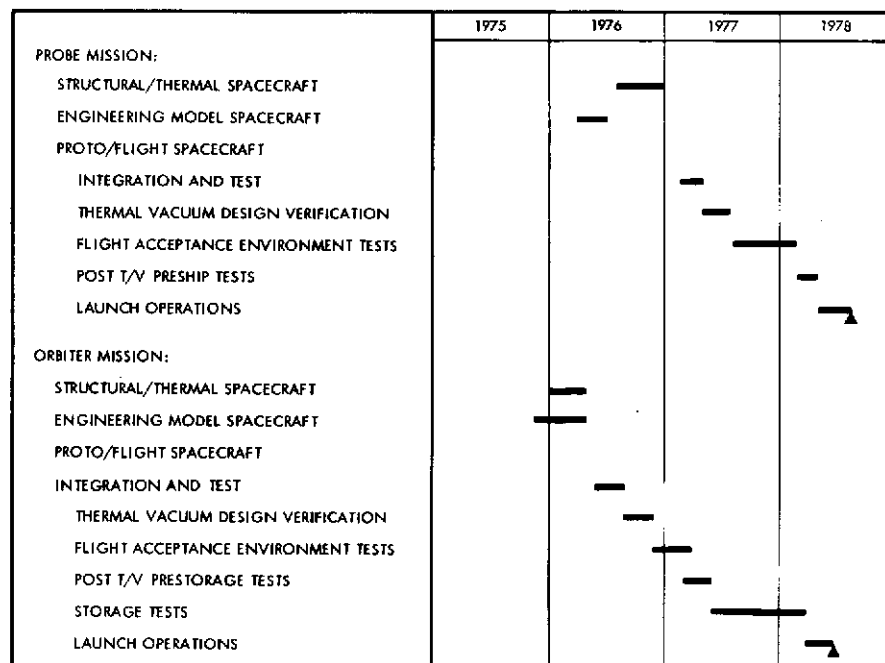 1975 1976 1977 1978
PROBE MISSION:
STRUCTURAL/THERMAL SPACECRAFT
ENGINEERING MODEL SPACECRAFT
PROTO/FLIGHT SPACECRAFT
INTEGRATION AND TEST
THERMAL VACUUM DESIGN VERIFICATION
FLIGHT ACCEPTANCE ENVIRONMENT TESTS
POST T/V PRESHIP TESTS
LAUNCH OPERATIONS
ORBITER MISSION:
STRUCTURAL/THERMAL SPACECRAFT
ENGINEERING MODEL SPACECRAFT
PROTO/FLIGHT SPACECRAFT
INTEGRATION AND TEST
THERMAL VACUUM DESIGN VERIFICATION
FLIGHT ACCEPTANCE ENVIRONMENT TESTS
POST T/V PRESTORAGE TESTS
STORAGE TESTS
LAUNCH OPERATIONS